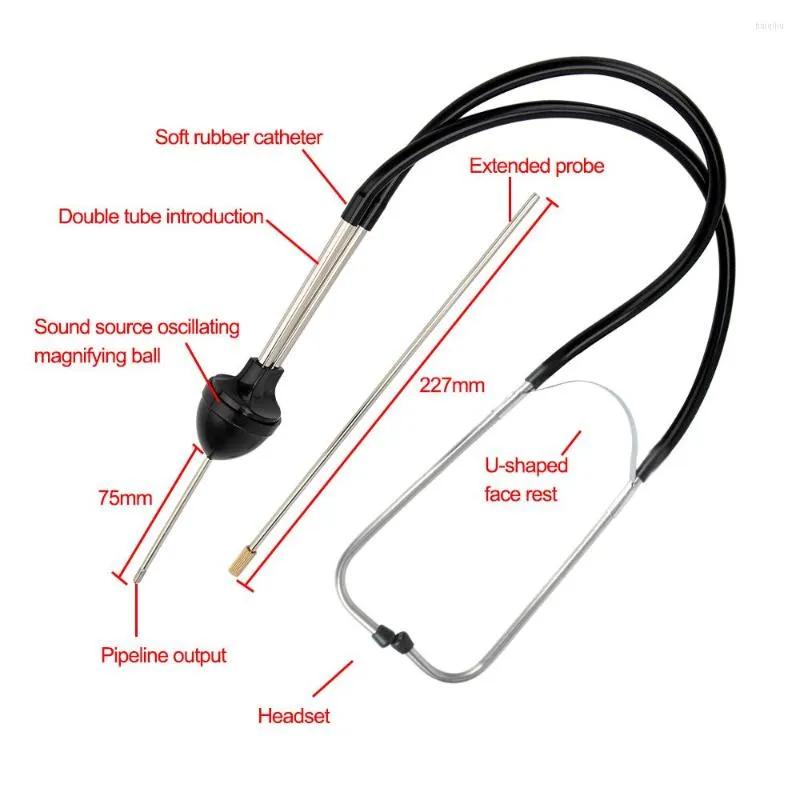 Soft rubber catheter
Extended probe
Double tube introduction
Sound source oscillating
magnifying ball
227mm
U-shaped
face rest
75mm
Pipeline output
Headset